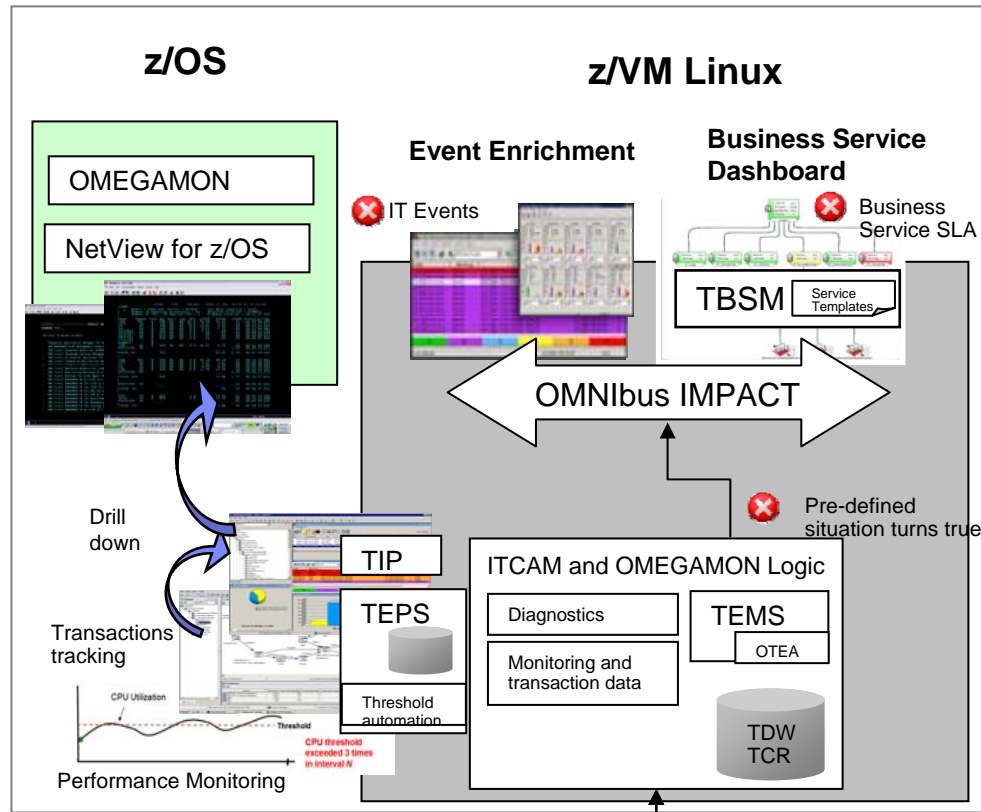 z/OS
z/VM Linux
OMEGAMON
NetView for z/OS
Event Enrichment
Business Service
Dashboard
IT Events
Business
Service SLA
TBSM
Service
Templates
OMNIbus IMPACT
Drill
down
Pre-defined
situation turns true
TIP
ITCAM and OMEGAMON Logic
TEPS
Diagnostics
TEMS
OTEA
Transactions
tracking
Monitoring and
transaction data
Threshold
automation
TDW
TCR
CPU Utilization
Threshold
CPU threshold
exceeded 3 times
in interval N
Performance Monitoring